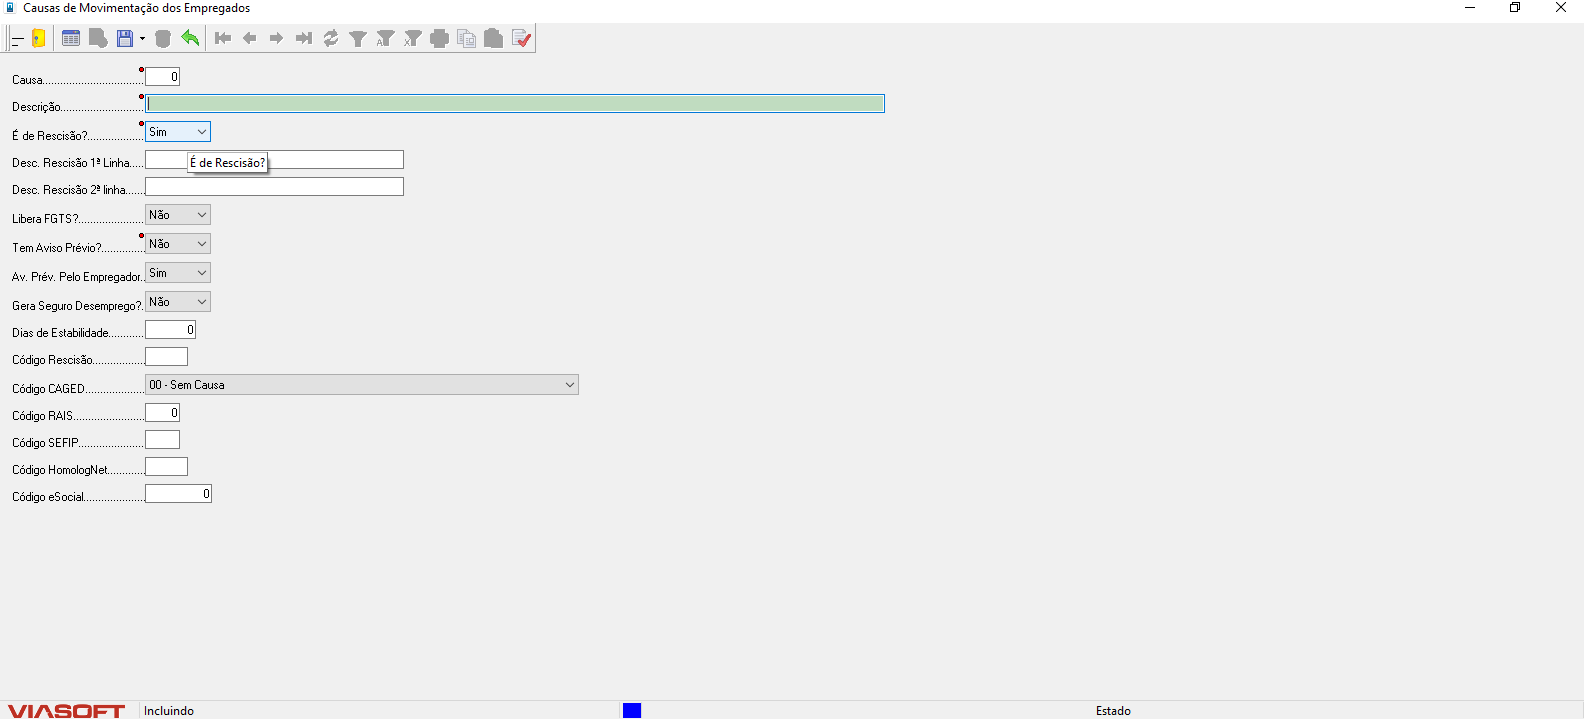 Causas de Movimentação dos Empregados
Causa.................................. 0
Descrição............................
É de Rescisão?................... Sim
Desc. Rescisão 1ª Linha.....
É de Rescisão?
Desc. Rescisão 2ª linha.......
Libera FGTS?...................... Não
Tem Aviso Prévio?............... Não
Av. Prév. Pelo Empregador.. Sim
Gera Seguro Desemprego?. Não
Dias de Estabilidade............ 0
Código Rescisão.................
Código CAGED.................... 00 - Sem Causa
Código RAIS........................ 0
Código SEFIP......................
Código HomologNet.............
Código eSocial..................... 0
VIASOFT Incluindo Estado